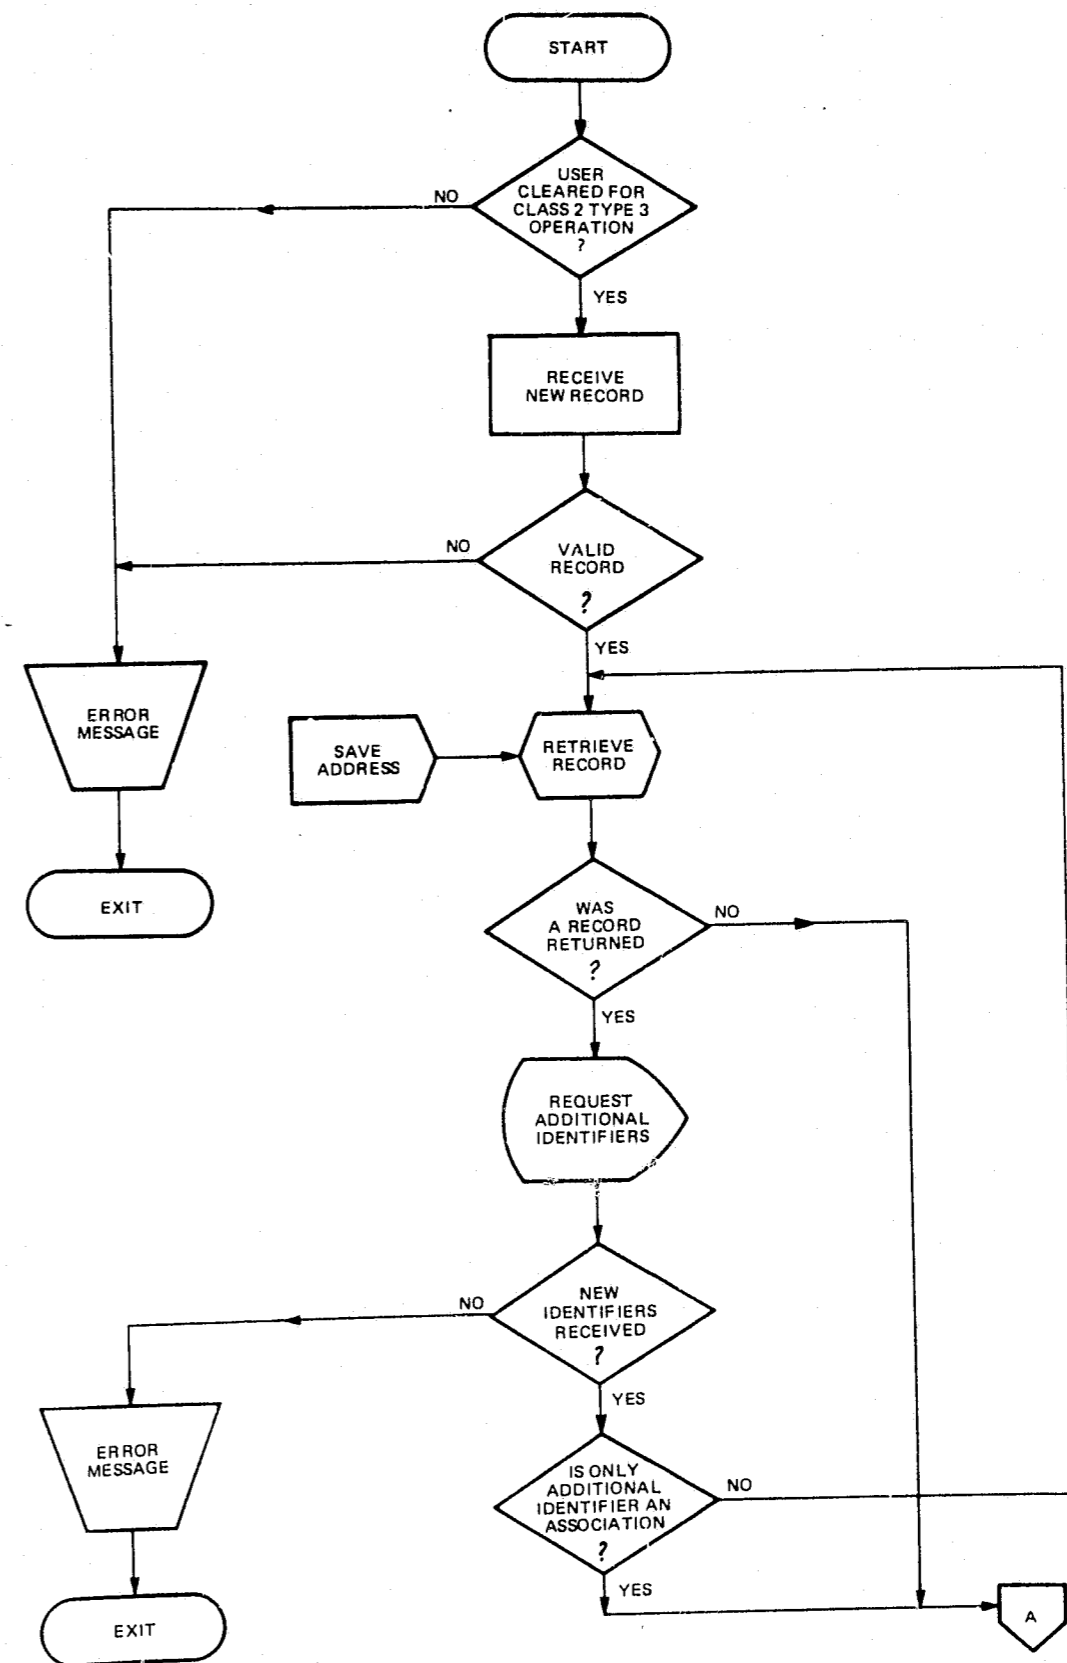 START
USER
CLEARED FOR
CLASS 2 TYPE 3
OPERATION
?
NO
YES
RECEIVE
NEW RECORD
VALID
RECORD
?
NO
YES
ERROR
MESSAGE
SAVE
ADDRESS
RETRIEVE
RECORD
EXIT
WAS
A RECORD
RETURNED
?
NO
YES
REQUEST
ADDITIONAL
IDENTIFIERS
NEW
IDENTIFIERS
RECEIVED
?
NO
YES
ERROR
MESSAGE
IS ONLY
ADDITIONAL
IDENTIFIER AN
ASSOCIATION
?
NO
YES
EXIT
A